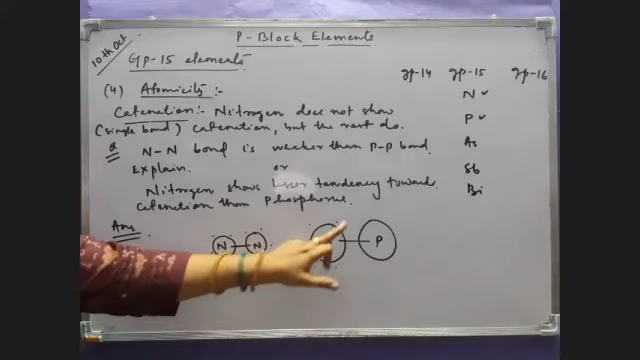 10th Oct
P-Block Elements
GP-15 elements
gp-14 gp-15 gp-16
(4) Atomicity :-
Catenation :- Nitrogen does not show
(single bond) catenation, but the rest do.
Q N-N bond is weaker than P-P bond.
Explain. or
Nitrogen shows lesser tendency towards
catenation than Phosphorus.
N ✓
P ✓
As
Sb
Bi
Ans
N N P